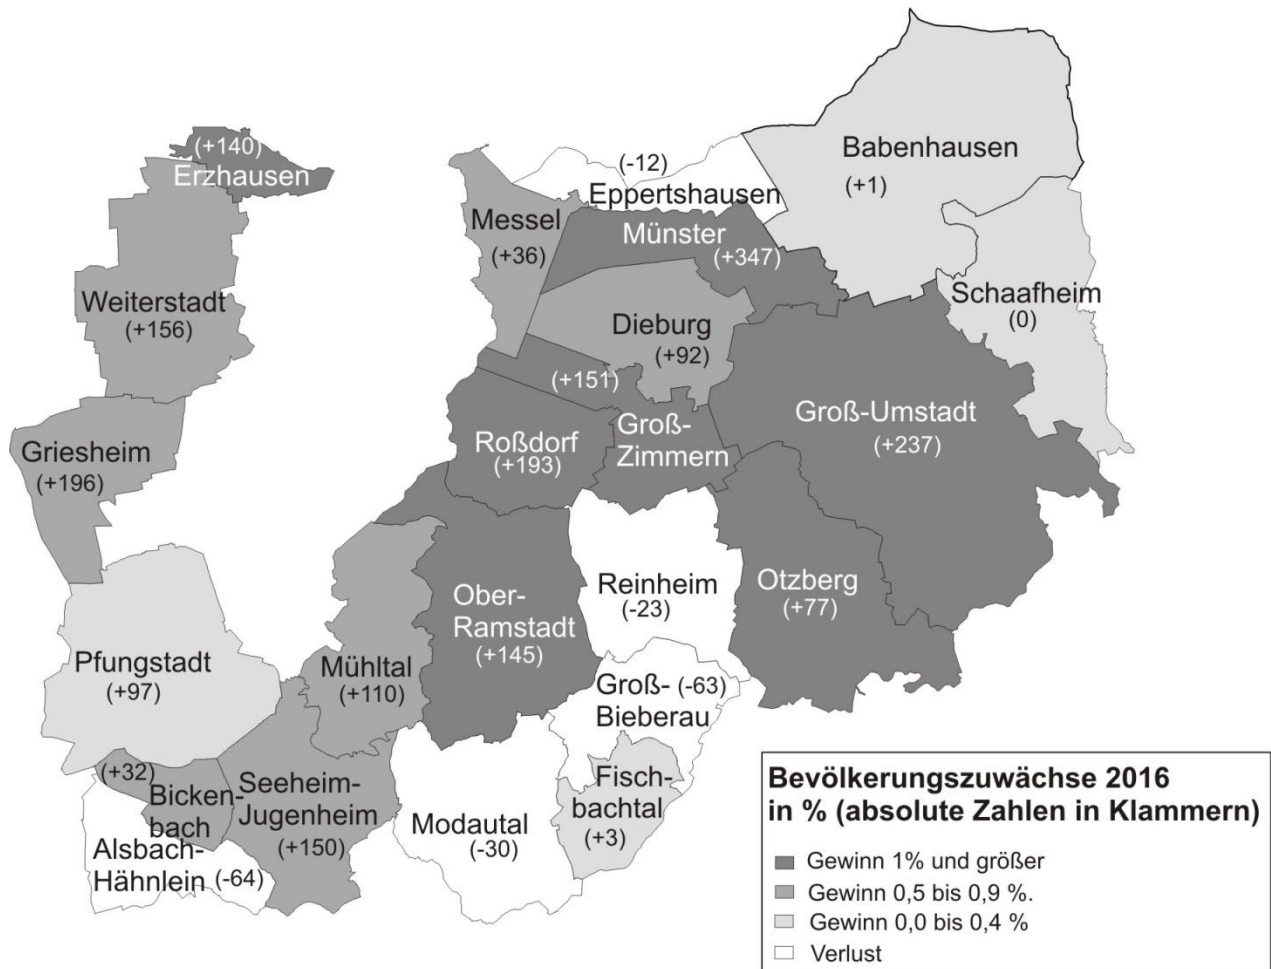 (+140)
Erzhausen
(-12)
Eppertshausen
Babenhausen
(+1)
Messel
(+36)
Münster
(+347)
Weiterstadt
(+156)
Dieburg
(+92)
Schaafheim
(0)
(+151)
Groß-
Zimmern
Groß-Umstadt
(+237)
Griesheim
(+196)
Roßdorf
(+193)
Reinheim
(-23)
Otzberg
(+77)
Ober-
Ramstadt
(+145)
Pfungstadt
(+97)
Mühltal
(+110)
Groß- (-63)
Bieberau
(+32)
Bicken-
bach
Seeheim-
Jugenheim
(+150)
Fisch-
bachtal
(+3)
Modautal
(-30)
Alsbach-
Hähnlein (-64)
Bevölkerungszuwächse 2016
in % (absolute Zahlen in Klammern)
Gewinn 1% und größer
Gewinn 0,5 bis 0,9 %.
Gewinn 0,0 bis 0,4 %
Verlust